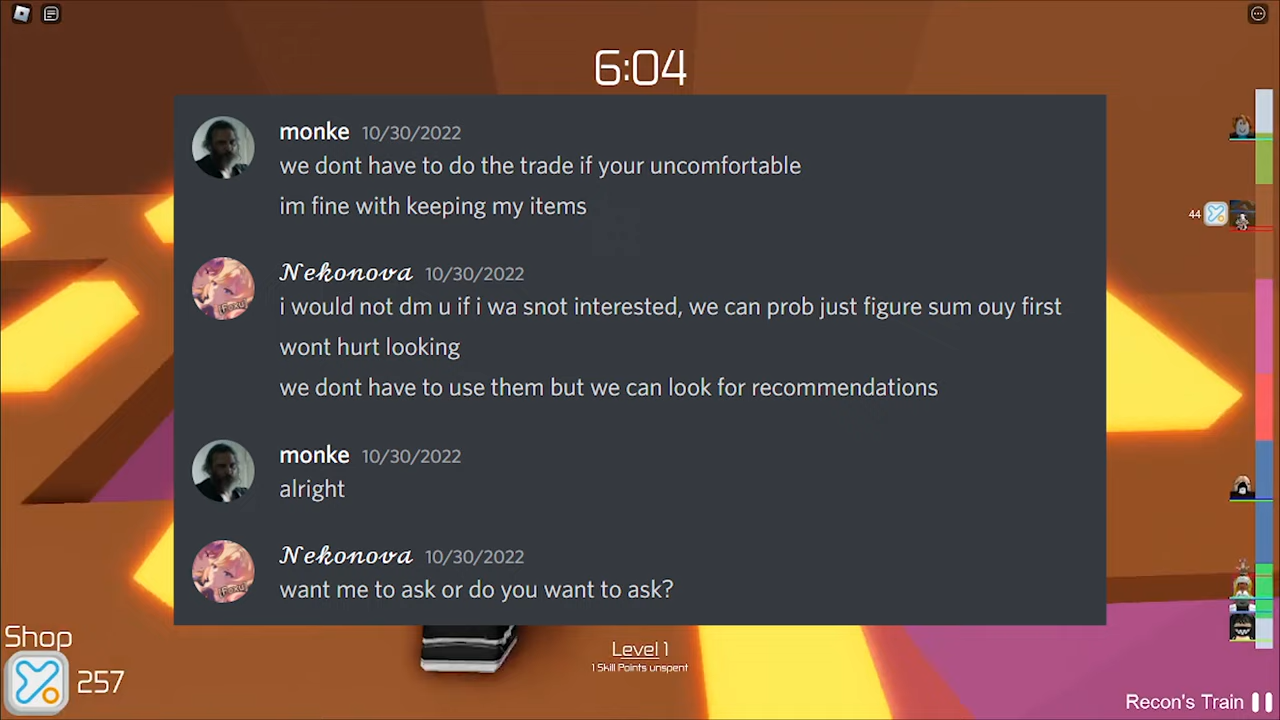 6:04
monke 10/30/2022
we dont have to do the trade if your uncomfortable
im fine with keeping my items
44
Nekonova 10/30/2022
i would not dm u if i wa snot interested, we can prob just figure sum ouy first
wont hurt looking
we dont have to use them but we can look for recommendations
monke 10/30/2022
alright
Nekonova 10/30/2022
want me to ask or do you want to ask?
Shop
257
Level 1
1 Skill Points unspent
Recon's Train